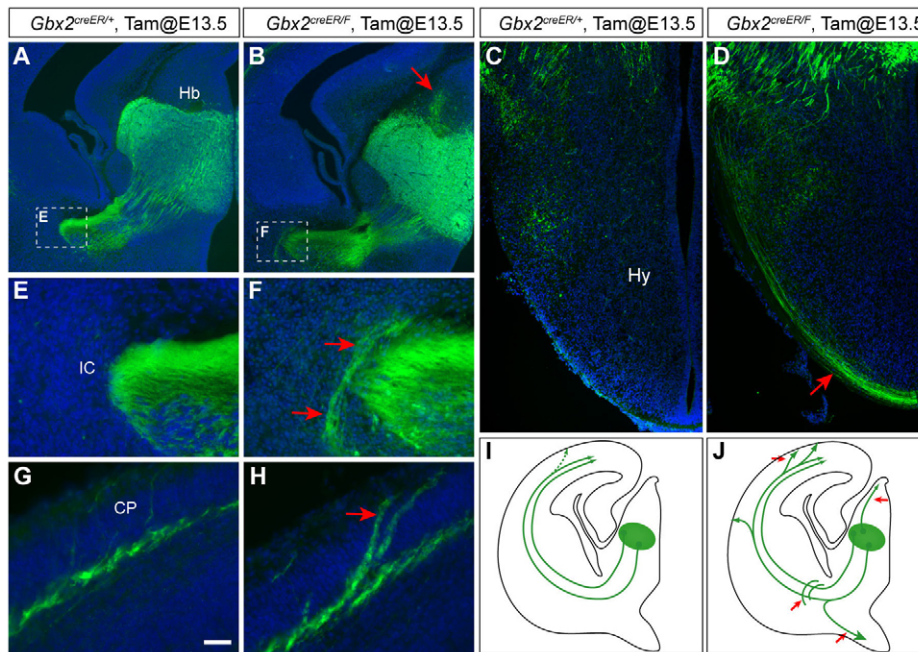 Gbx2creER/+, Tam@E13.5
Gbx2creER/F, Tam@E13.5
Gbx2creER/+, Tam@E13.5
Gbx2creER/F, Tam@E13.5
A
Hb
E
B
F
C
Hy
D
E
IC
F
G
CP
H
I
J